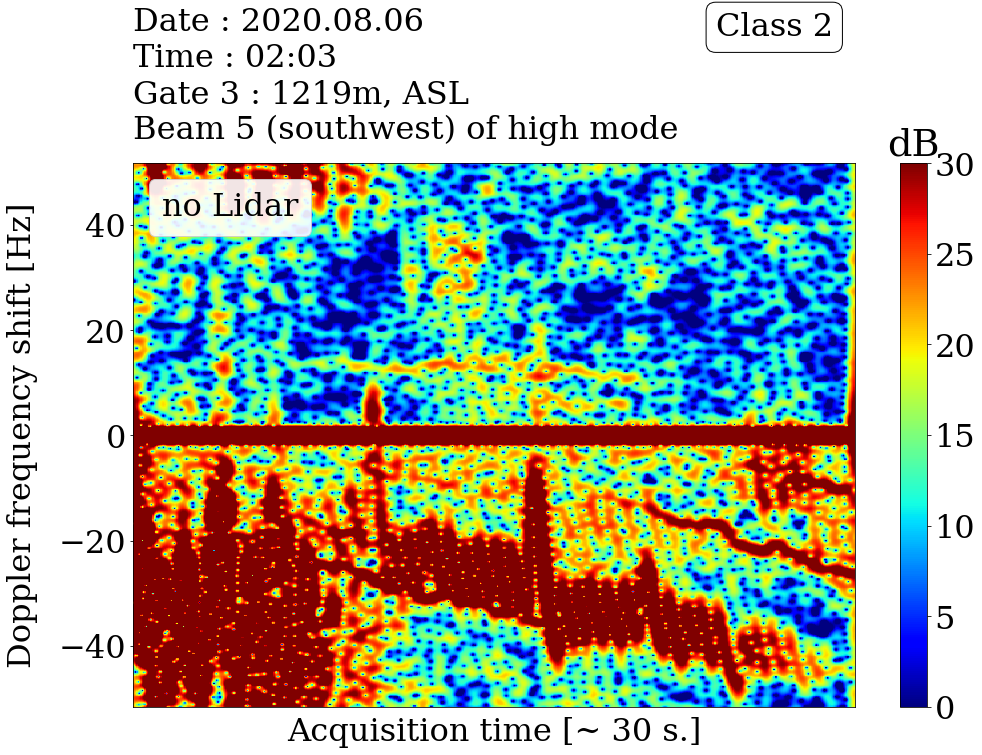 Date : 2020.08.06
Time : 02:03
Gate 3 : 1219m, ASL
Beam 5 (southwest) of high mode
Class 2
dB
no Lidar
Doppler frequency shift [Hz]
40
20
0
−20
−40
30
25
20
15
10
5
0
Acquisition time [~ 30 s.]